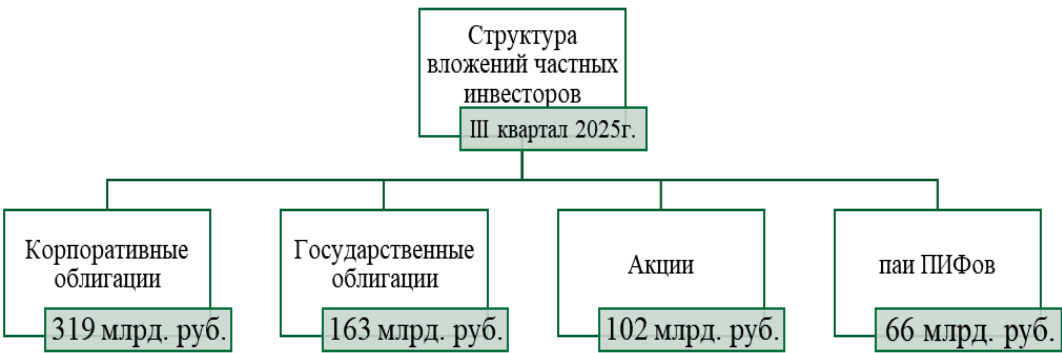 Структура
вложений частных
инвесторов
III квартал 2025г.
Корпоративные
облигации
319 млрд. руб.
Государственные
облигации
163 млрд. руб.
Акции
102 млрд. руб.
паи ПИФов
66 млрд. руб.